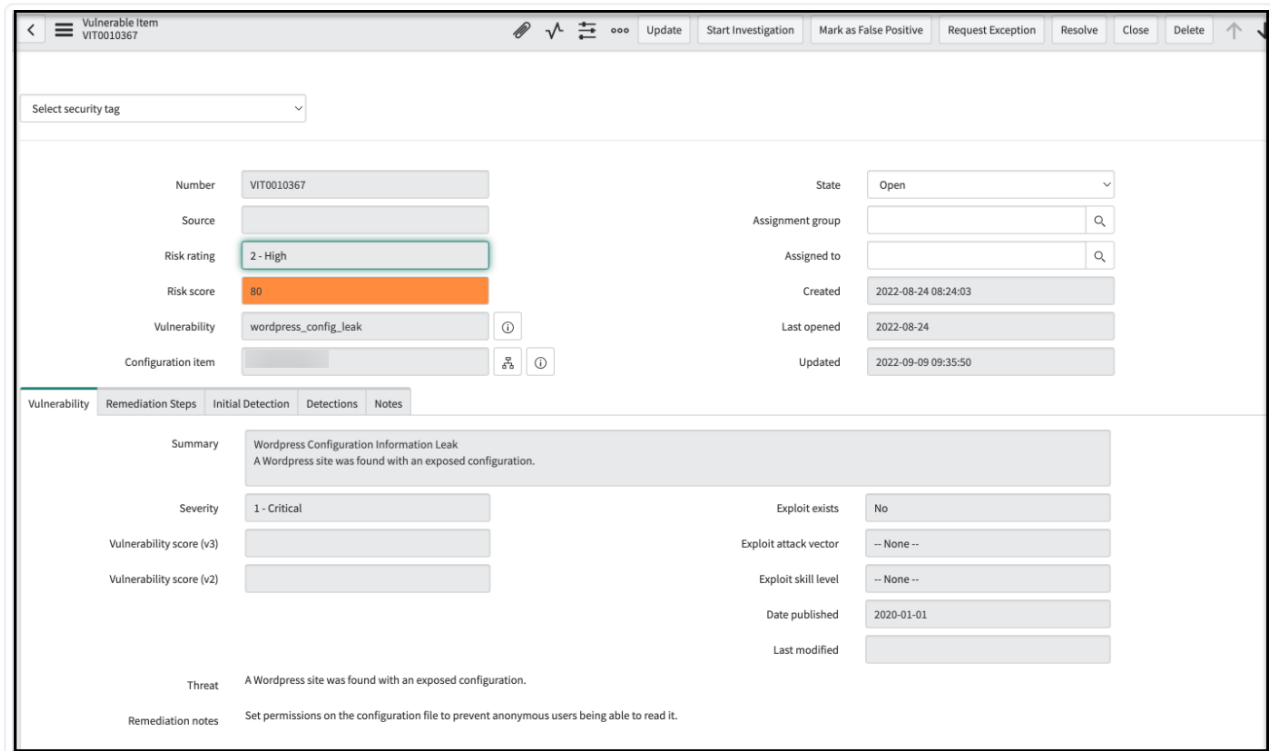 Vulnerable Item
VIT0010367
Update
Start Investigation
Mark as False Positive
Request Exception
Resolve
Close
Delete
Select security tag
Number VIT0010367
State Open
Source
Assignment group
Risk rating 2 - High
Assigned to
Risk score 80
Created 2022-08-24 08:24:03
Vulnerability wordpress_config_leak
Last opened 2022-08-24
Configuration item
Updated 2022-09-09 09:35:50
Vulnerability
Remediation Steps
Initial Detection
Detections
Notes
Summary
Wordpress Configuration Information Leak
A Wordpress site was found with an exposed configuration.
Severity 1 - Critical
Exploit exists No
Vulnerability score (v3)
Exploit attack vector -- None --
Vulnerability score (v2)
Exploit skill level -- None --
Date published 2020-01-01
Last modified
Threat A Wordpress site was found with an exposed configuration.
Remediation notes Set permissions on the configuration file to prevent anonymous users being able to read it.